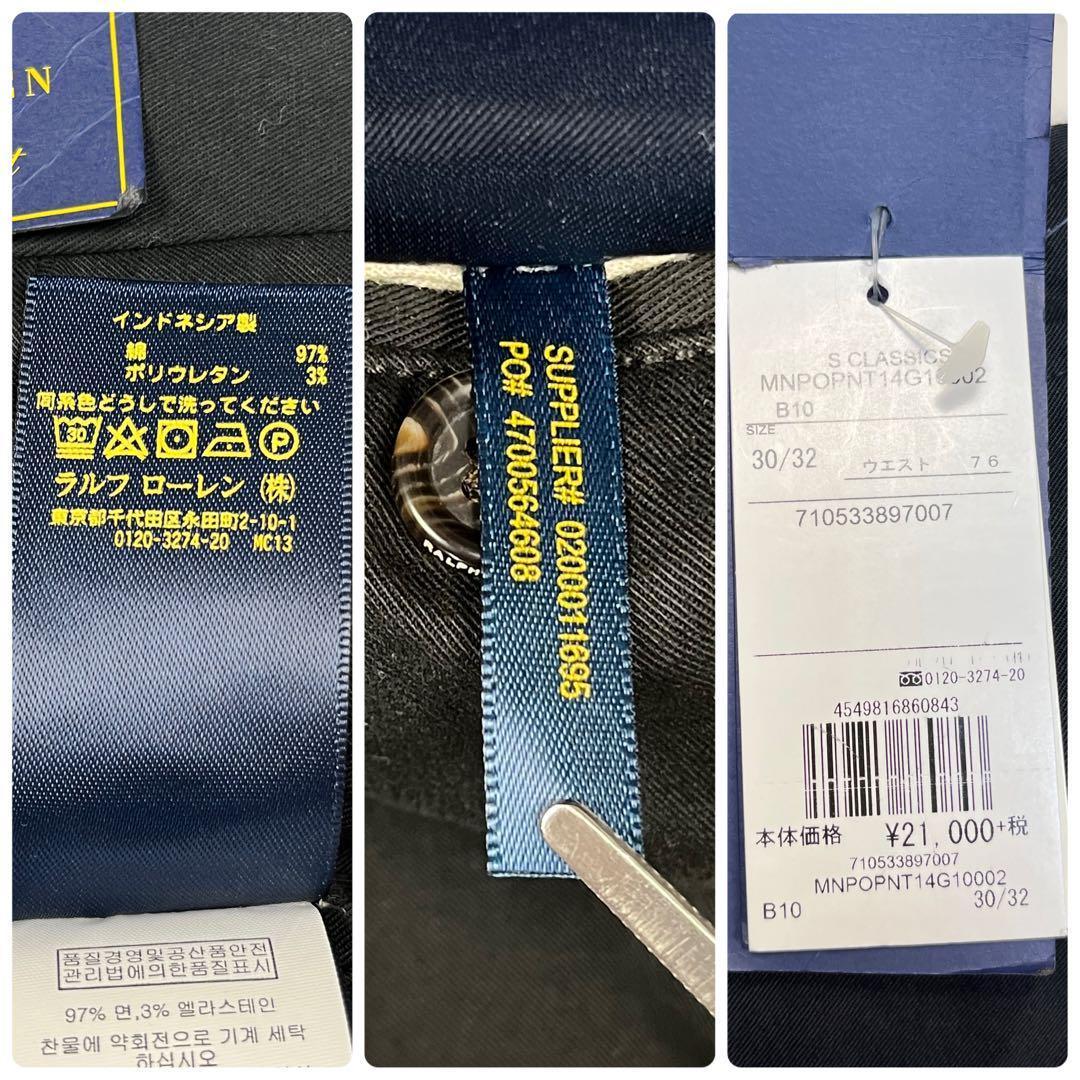 EN
t
インドネシア製
綿 97%
ポリウレタン 3%
同系色どうしで洗ってください
30 P
ラルフ ローレン (株)
東京都千代田区永田町2-10-1
0120-3274-20 MC13
품질경영및공산품안전
관리법에의한품질표시
97% 면,3% 엘라스테인
찬물에 약회전으로 기계 세탁
하십시오
SUPPLIER# 0200011695
PO# 4700564608
RALPH
S CLASSICS
MNPOPNT14G10002
B10
SIZE
30/32 ウエスト 76
710533897007
0120-3274-20
4549816860843
本体価格 ¥21,000+税
710533897007
MNPOPNT14G10002
B10 30/32